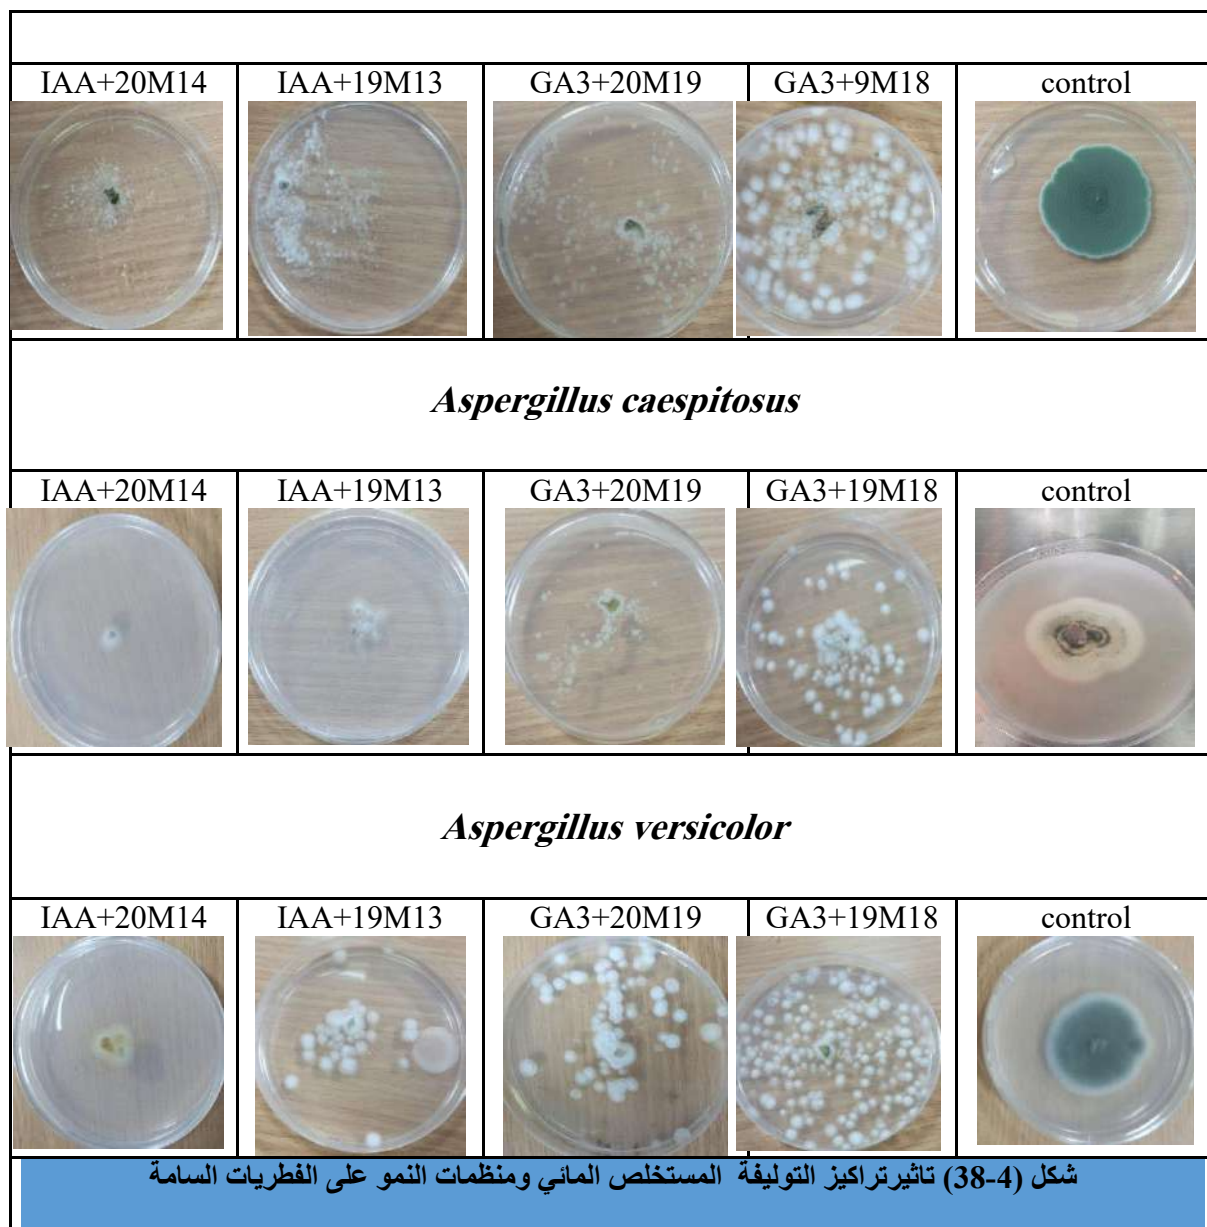 IAA+20M14 IAA+19M13 GA3+20M19 GA3+9M18 control
Aspergillus caespitosus
IAA+20M14 IAA+19M13 GA3+20M19 GA3+19M18 control
Aspergillus versicolor
IAA+20M14 IAA+19M13 GA3+20M19 GA3+19M18 control
شكل (4-38) تاثيرتراكيز التوليفة المستخلص المائي ومنظمات النمو على الفطريات السامة